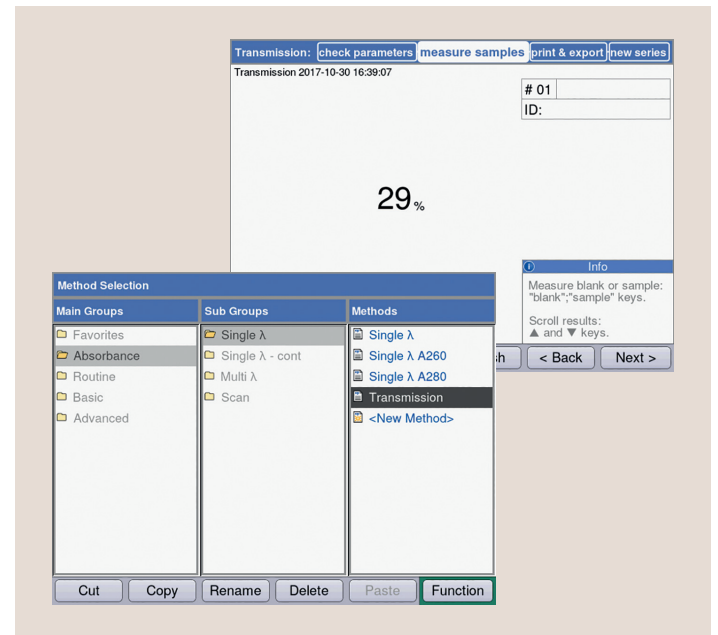 Transmission: check parameters measure samples print & export new series
Transmission 2017-10-30 16:39:07
# 01
ID:
29 %
Info
Measure blank or sample:
"blank";"sample" keys.
Scroll results:
▲ and ▼ keys.
< Back Next >
Method Selection
Main Groups Sub Groups Methods
Favorites Single λ Single λ
Absorbance Single λ - cont Single λ A260
Routine Multi λ Single λ A280
Basic Scan Transmission
Advanced <New Method>
Cut Copy Rename Delete Paste Function